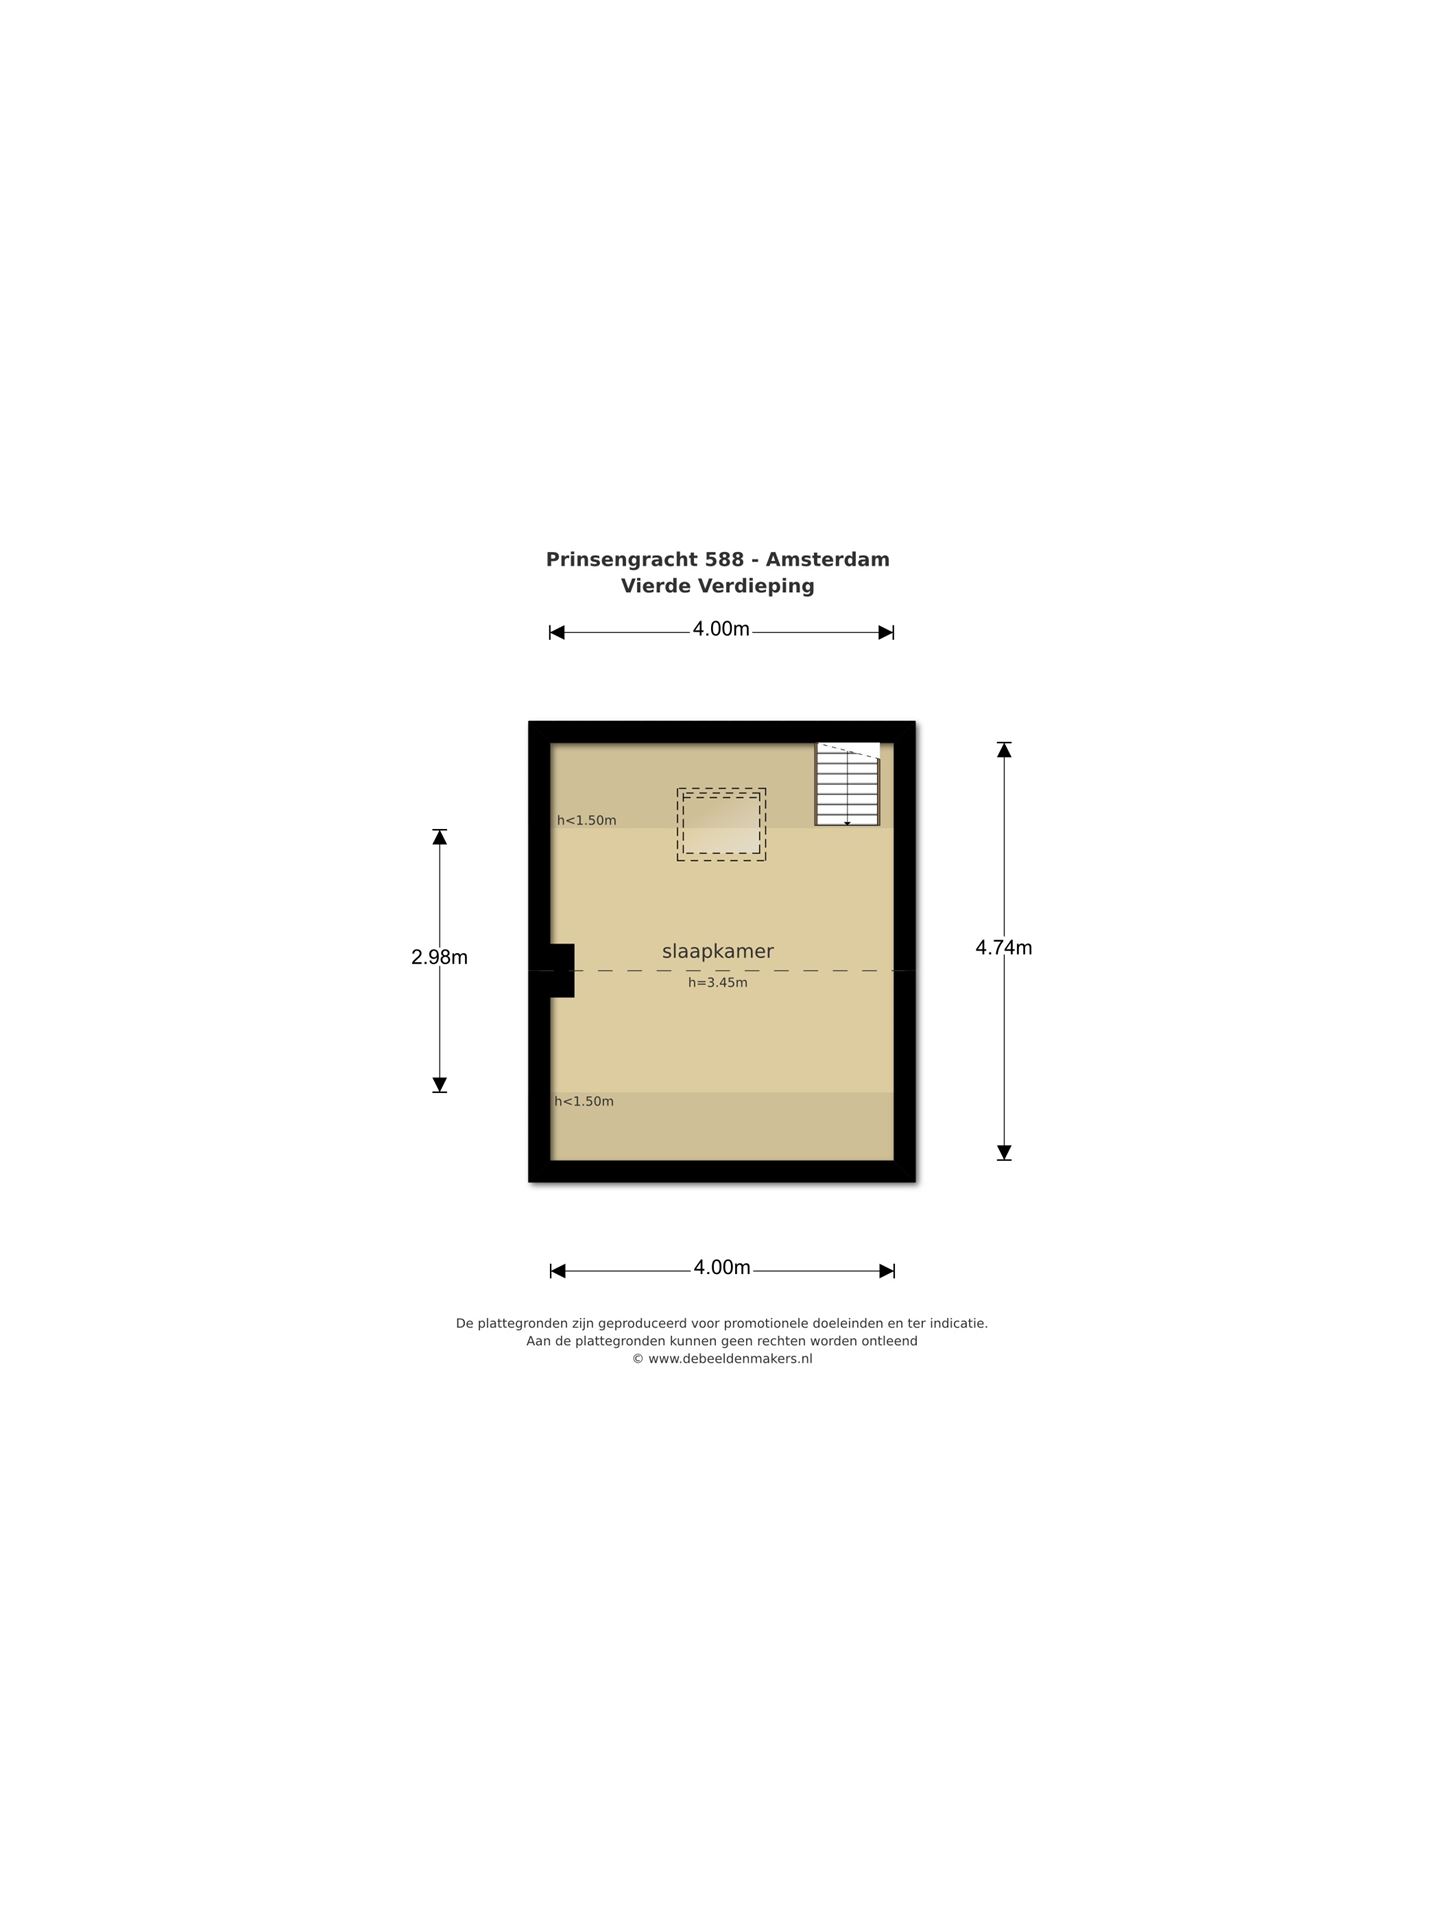 Prinsengracht 588 - Amsterdam
Vierde Verdieping
4.00m
h<1.50m
2.98m
slaapkamer
4.74m
h=3.45m
h<1.50m
4.00m
De plattegronden zijn geproduceerd voor promotionele doeleinden en ter indicatie.
Aan de plattegronden kunnen geen rechten worden ontleend
© www.debeeldenmakers.nl